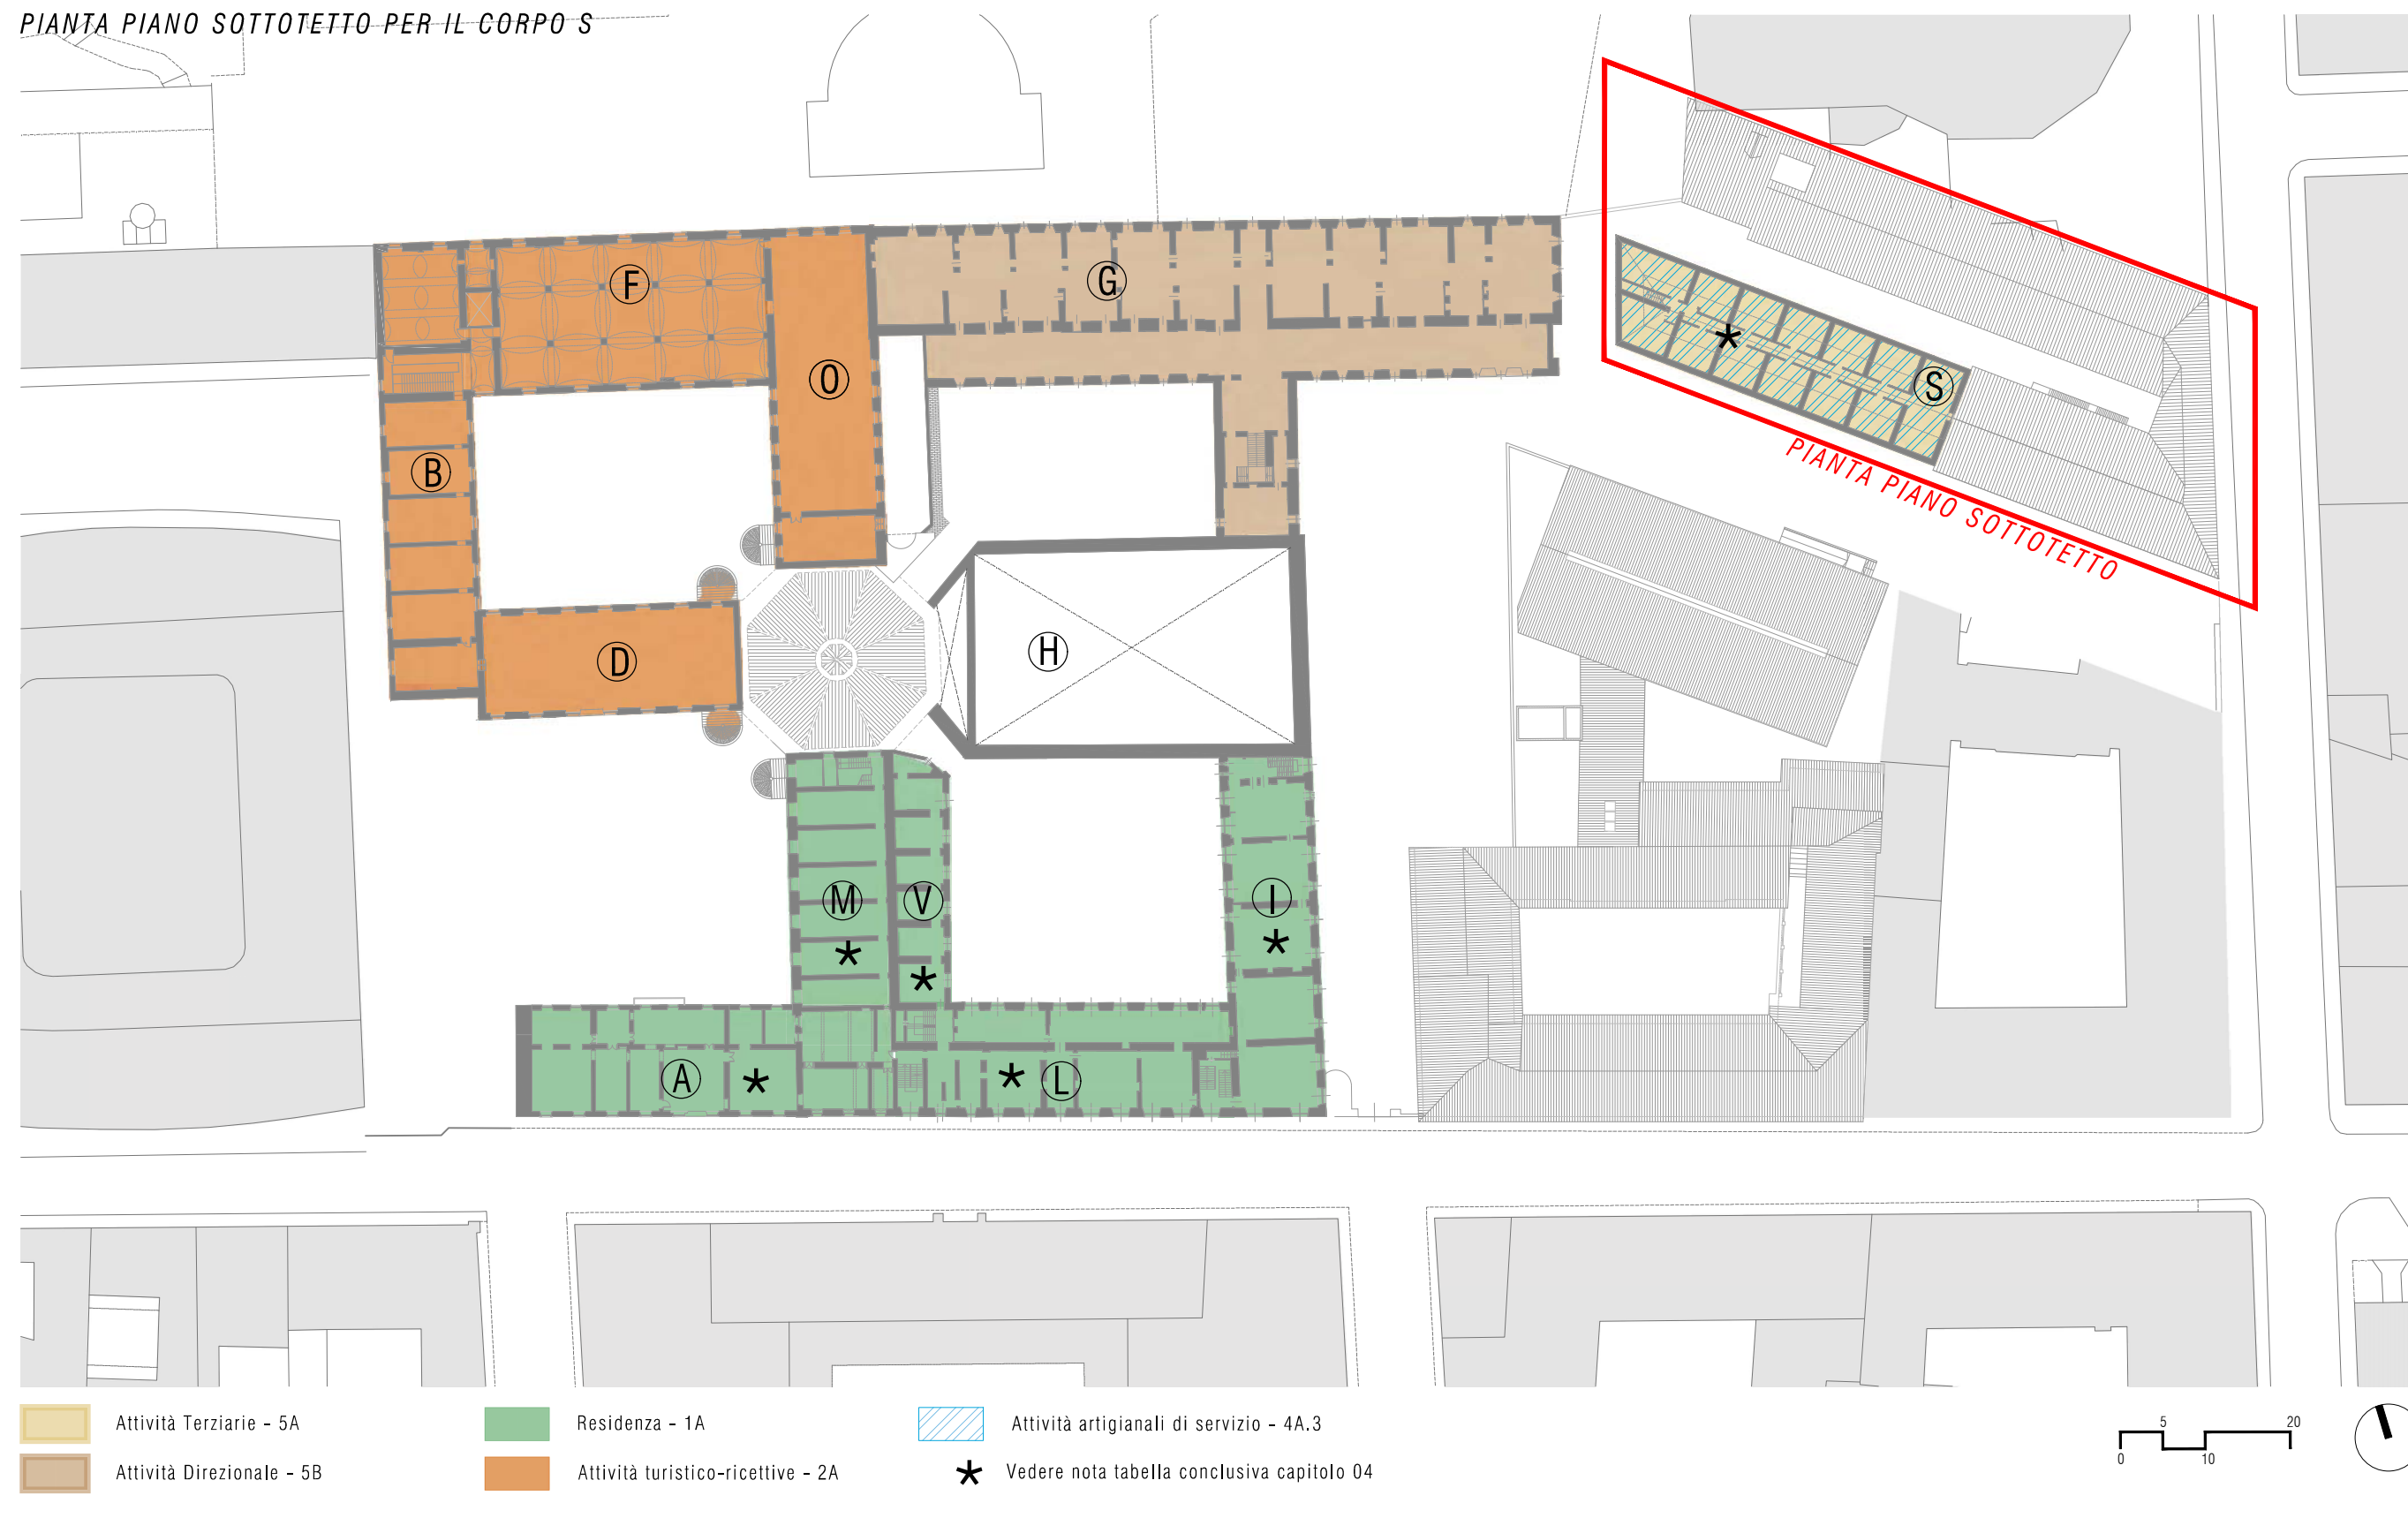 PIANTA PIANO SOTTOTETTO PER IL CORPO S
F
G
O
S
B
PIANTA PIANO SOTTOTETTO
D
H
M
V
I
*
*
*
*
A
*
*
L
Attività Terziarie - 5A
Residenza - 1A
Attività artigianali di servizio - 4A.3
Attività Direzionale - 5B
Attività turistico-ricettive - 2A
* Vedere nota tabella conclusiva capitolo 04
5 20
0 10